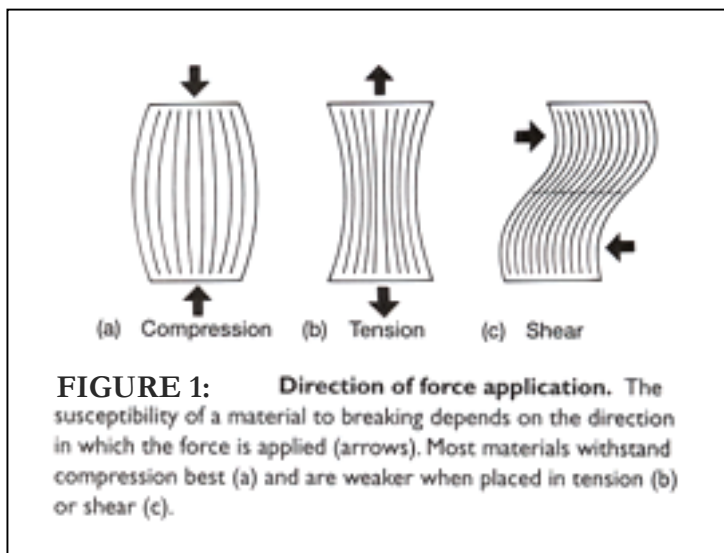 (a) Compression (b) Tension (c) Shear
FIGURE 1: Direction of force application. The
susceptibility of a material to breaking depends on the direction
in which the force is applied (arrows). Most materials withstand
compression best (a) and are weaker when placed in tension (b)
or shear (c).